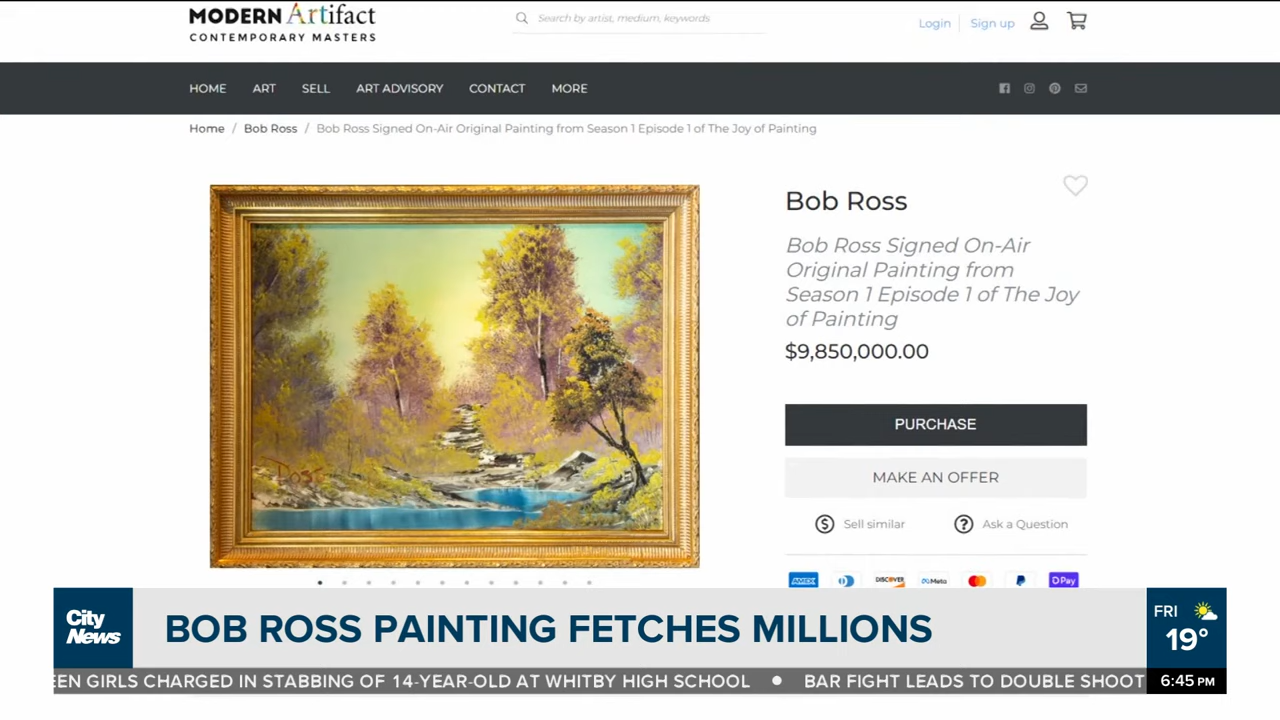 MODERN Artifact
CONTEMPORARY MASTERS
Search by artist, medium, keywords
Login
Sign up
HOME ART SELL ART ADVISORY CONTACT MORE
Home / Bob Ross / Bob Ross Signed On-Air Original Painting from Season 1 Episode 1 of The Joy of Painting
Bob Ross
Bob Ross Signed On-Air
Original Painting from
Season 1 Episode 1 of The Joy
of Painting
$9,850,000.00
PURCHASE
MAKE AN OFFER
Sell similar
Ask a Question
Ross
AMEX DISCOVER Meta Pay
City
News
BOB ROSS PAINTING FETCHES MILLIONS
FRI
19°
EEN GIRLS CHARGED IN STABBING OF 14-YEAR-OLD AT WHITBY HIGH SCHOOL • BAR FIGHT LEADS TO DOUBLE SHOOT
6:45 PM